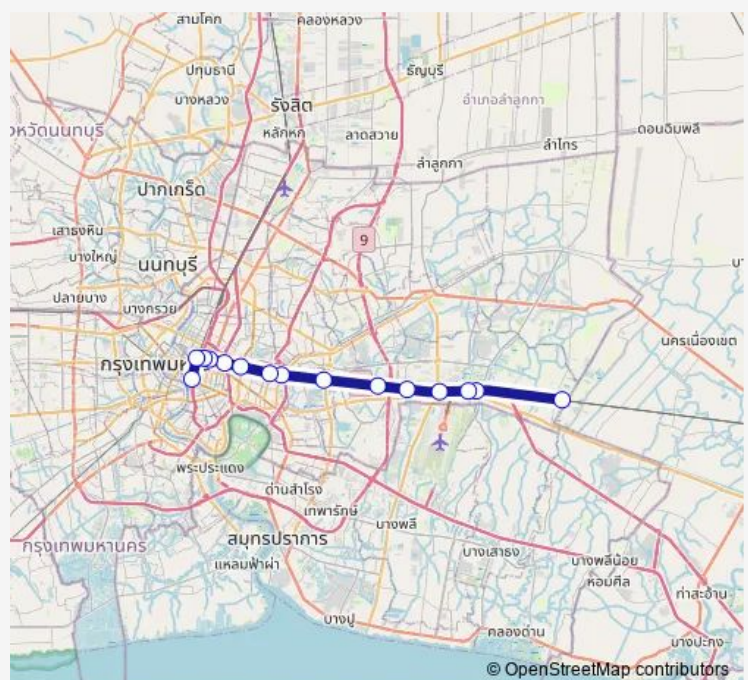 สามโคก
คลองหลวง
ปทุมธานี
ธัญบุรี
บางหลวง
รังสิต
อำเภอลำลูกกา
หลักหก
ลาดสวาย
ลำไทร
ดอนฉิมพลี
จังหวัดนนทบุรี
ลำลูกกา
ปากเกร็ด
เสาธงหิน
9
บางใหญ่
นนทบุรี
ปลายบาง
บางกรวย
นครเนื่องเขต
กรุงเทพมห
พระประแดง
ด่านสำโรง
เทพารักษ์
บางพลี
กรุงเทพมหานคร
สมุทรปราการ
แหลมฟ้าผ่า
บางเสาธง
บางพลีน้อย
หอมศีล
ท่าสะอ้าน
บางปู
คลองด่าน
บางปะกง
© OpenStreetMap contributors